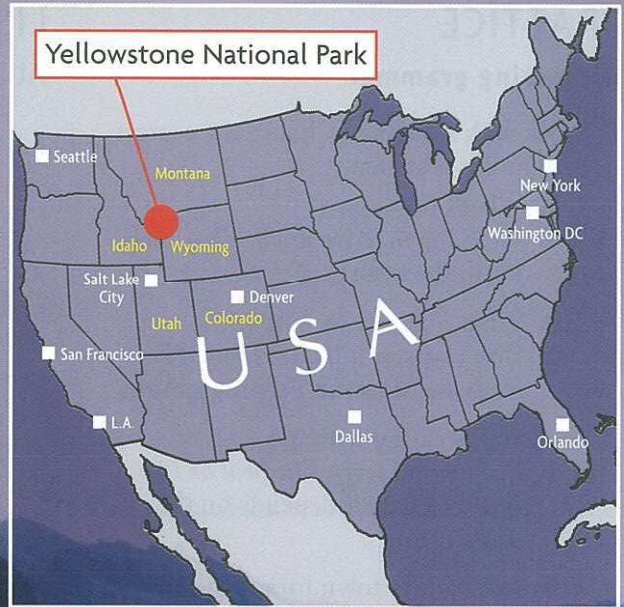 Yellowstone National Park
Seattle
Montana
New York
Washington DC
Idaho
Wyoming
Salt Lake
City
Denver
Utah
Colorado
USA
San Francisco
L.A.
Dallas
Orlando